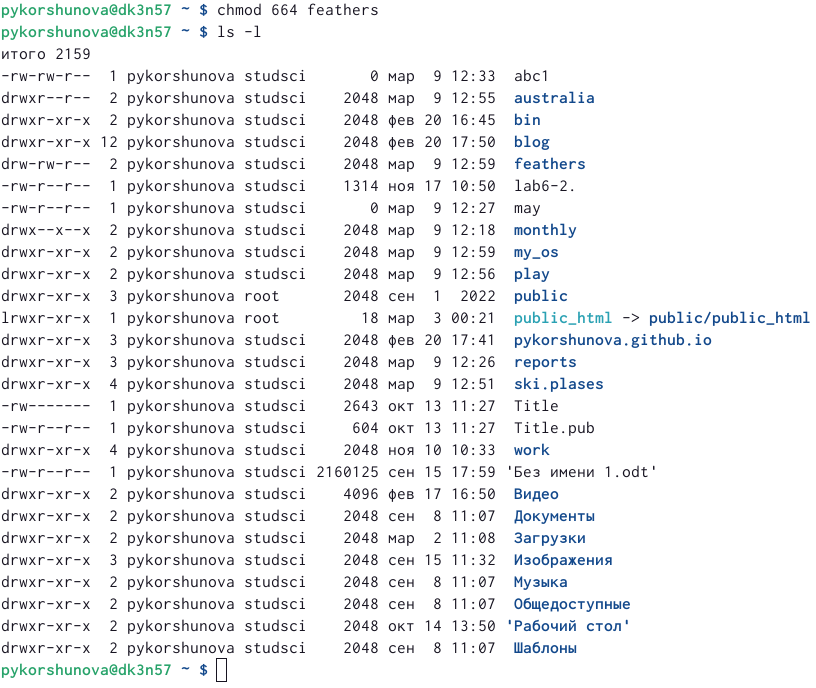 pykorshunova@dk3n57 ~ $ chmod 664 feathers
pykorshunova@dk3n57 ~ $ ls -l
итого 2159
-rw-rw-r--  1 pykorshunova studsci       0 мар  9 12:33  abc1
drwxr--r--  2 pykorshunova studsci    2048 мар  9 12:55  australia
drwxr-xr-x  2 pykorshunova studsci    2048 фев 20 16:45  bin
drwxr-xr-x 12 pykorshunova studsci    2048 фев 20 17:50  blog
drw-rw-r--  2 pykorshunova studsci    2048 мар  9 12:59  feathers
-rw-r--r--  1 pykorshunova studsci    1314 ноя 17 10:50  lab6-2.
-rw-r--r--  1 pykorshunova studsci       0 мар  9 12:27  may
drwx--x--x  2 pykorshunova studsci    2048 мар  9 12:18  monthly
drwxr-xr-x  2 pykorshunova studsci    2048 мар  9 12:59  my_os
drwxr-xr-x  2 pykorshunova studsci    2048 мар  9 12:56  play
drwxr-xr-x  3 pykorshunova root       2048 сен  1  2022  public
lrwxr-xr-x  1 pykorshunova root         18 мар  3 00:21  public_html -> public/public_html
drwxr-xr-x  3 pykorshunova studsci    2048 фев 20 17:41  pykorshunova.github.io
drwxr-xr-x  3 pykorshunova studsci    2048 мар  9 12:26  reports
drwxr-xr-x  4 pykorshunova studsci    2048 мар  9 12:51  ski.plases
-rw-------  1 pykorshunova studsci    2643 окт 13 11:27  Title
-rw-r--r--  1 pykorshunova studsci     604 окт 13 11:27  Title.pub
drwxr-xr-x  4 pykorshunova studsci    2048 ноя 10 10:33  work
-rw-r--r--  1 pykorshunova studsci 2160125 сен 15 17:59 'Без имени 1.odt'
drwxr-xr-x  2 pykorshunova studsci    4096 фев 17 16:50  Видео
drwxr-xr-x  2 pykorshunova studsci    2048 сен  8 11:07  Документы
drwxr-xr-x  2 pykorshunova studsci    2048 мар  2 11:08  Загрузки
drwxr-xr-x  3 pykorshunova studsci    2048 сен 15 11:32  Изображения
drwxr-xr-x  2 pykorshunova studsci    2048 сен  8 11:07  Музыка
drwxr-xr-x  2 pykorshunova studsci    2048 сен  8 11:07  Общедоступные
drwxr-xr-x  2 pykorshunova studsci    2048 окт 14 13:50 'Рабочий стол'
drwxr-xr-x  2 pykorshunova studsci    2048 сен  8 11:07  Шаблоны
pykorshunova@dk3n57 ~ $